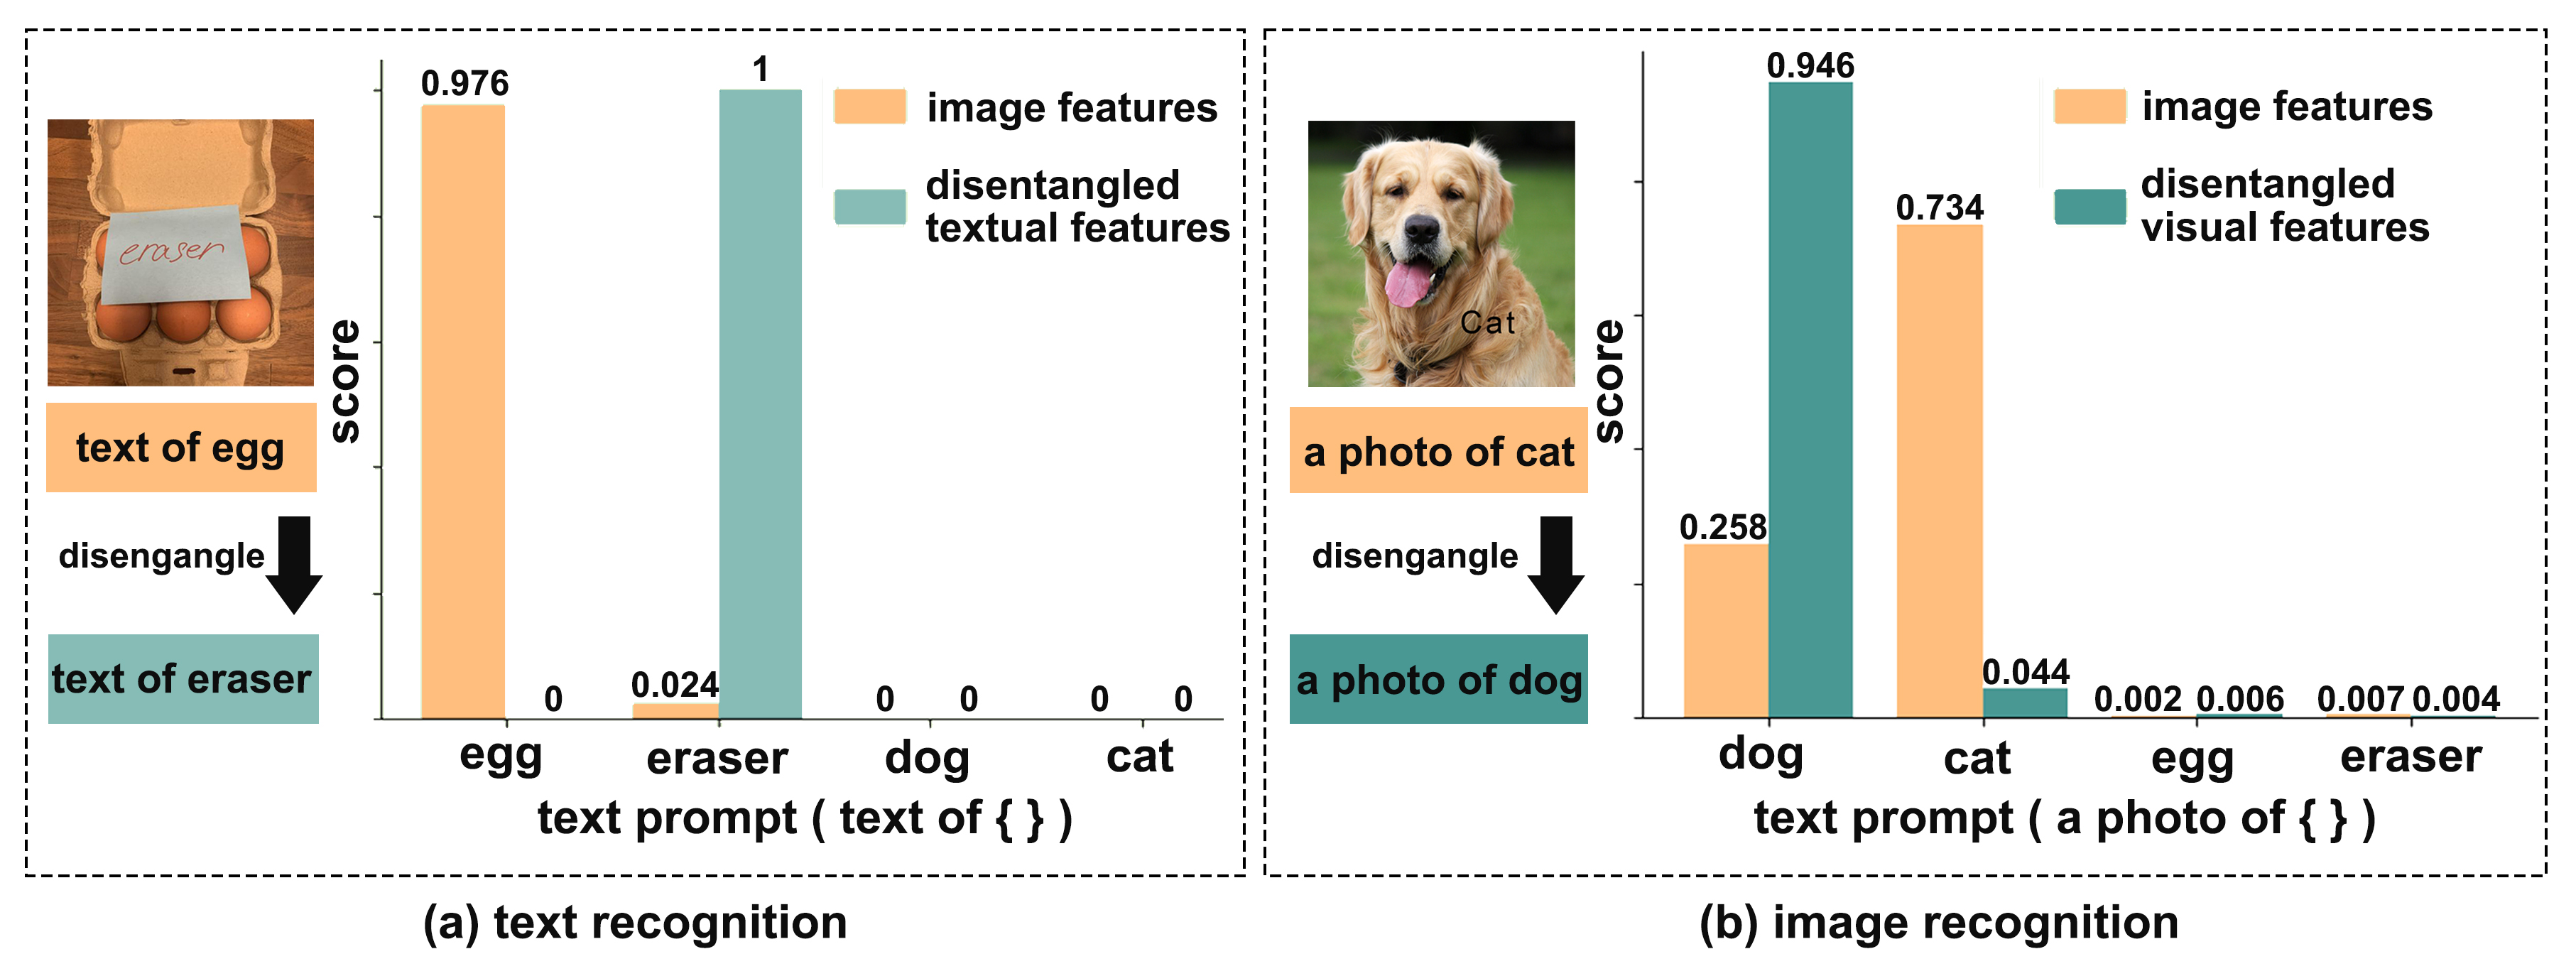 0.976
1
image features
disentangled
textual features
eraser
score
text of egg
disengangle
text of eraser
0
0.024
0
0
0
0
egg
eraser
dog
cat
text prompt ( text of { } )
(a) text recognition
0.946
image features
disentangled
visual features
0.734
Cat
score
a photo of cat
0.258
disengangle
a photo of dog
0.044
0.002
0.006
0.007
0.004
dog
cat
egg
eraser
text prompt ( a photo of { } )
(b) image recognition